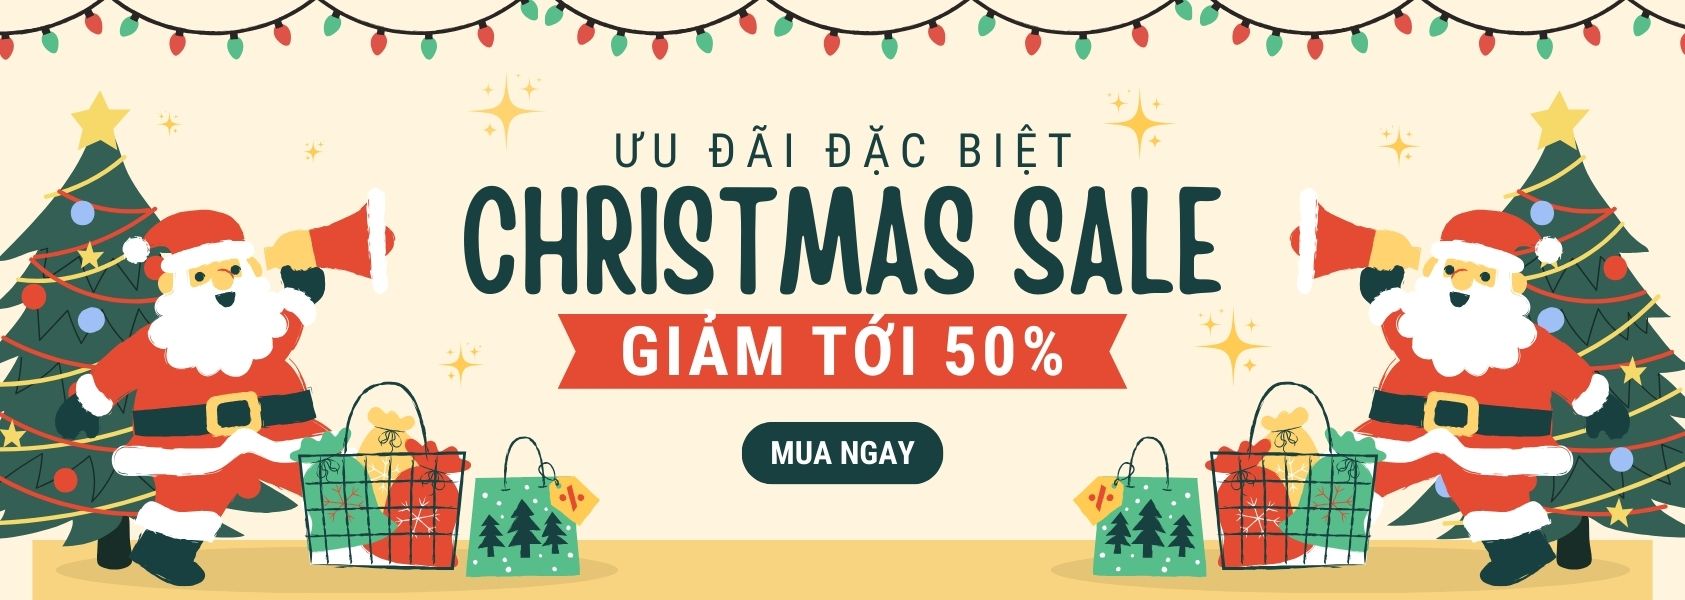 ƯU ĐÃI ĐẶC BIỆT
CHRISTMAS SALE
GIẢM TỚI 50%
MUA NGAY